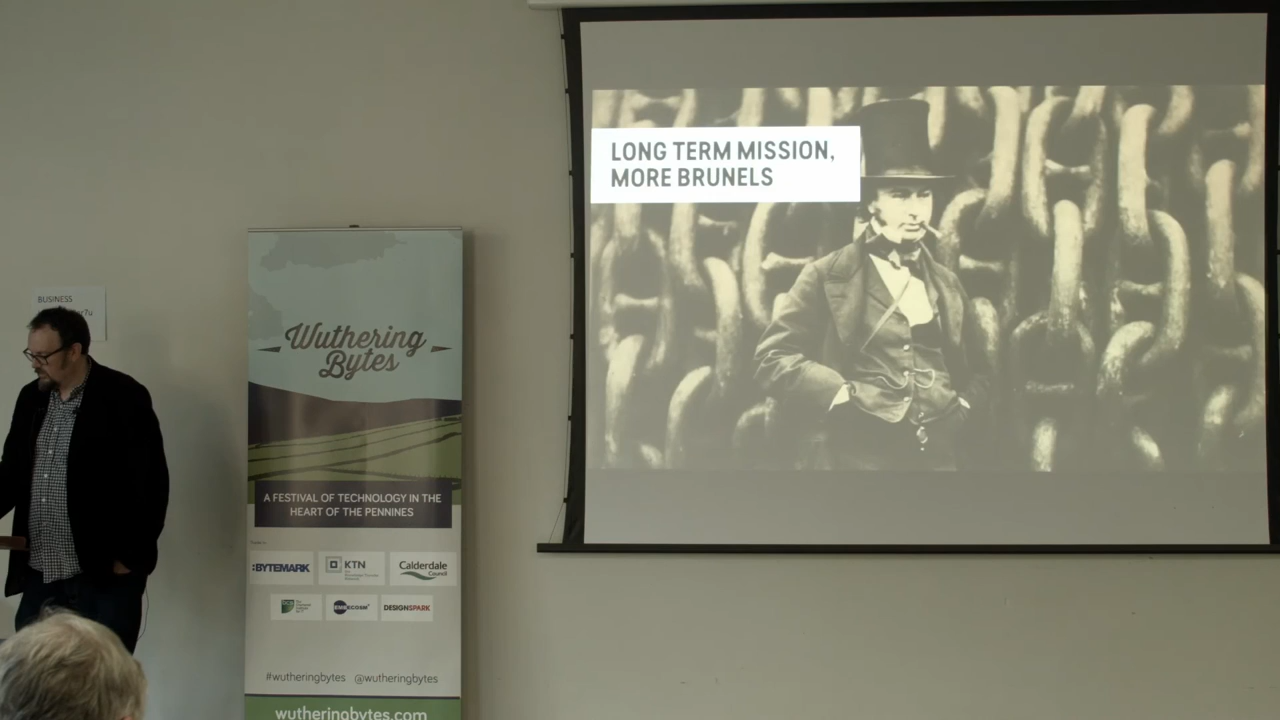 LONG TERM MISSION,
MORE BRUNELS
BUSINESS
Wuthering
Bytes
A FESTIVAL OF TECHNOLOGY IN THE
HEART OF THE PENNINES
:BYTEMARK
KTN
Calderdale
Council
EMBECOSM
DESIGNSPARK
#wutheringbytes @wutheringbytes
wutheringbytes.com